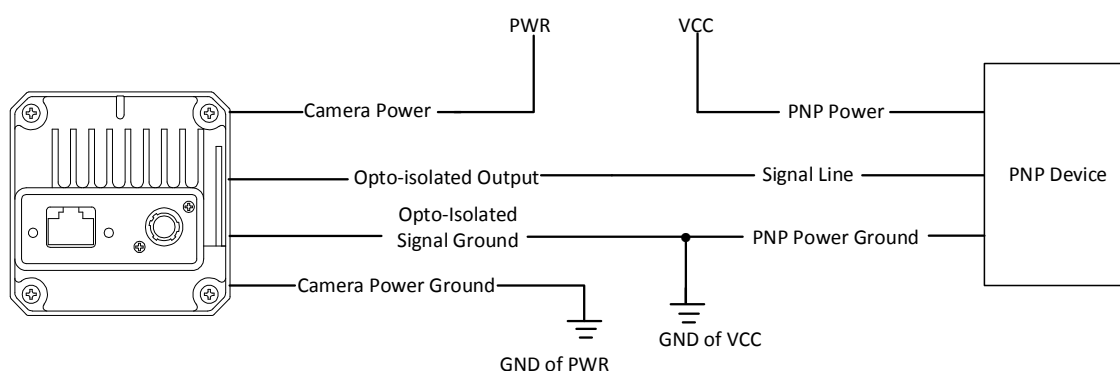 PWR
VCC
Camera Power
PNP Power
Opto-isolated Output
Signal Line
PNP Device
Opto-Isolated
Signal Ground
PNP Power Ground
Camera Power Ground
GND of VCC
GND of PWR